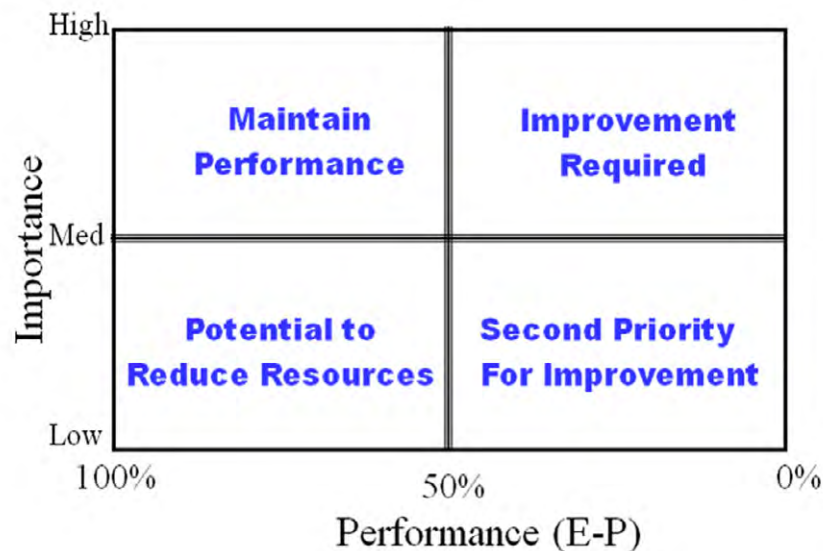 High
Maintain
Performance
Improvement
Required
Importance
Med
Potential to
Reduce Resources
Second Priority
For Improvement
Low
100%
50%
0%
Performance (E-P)